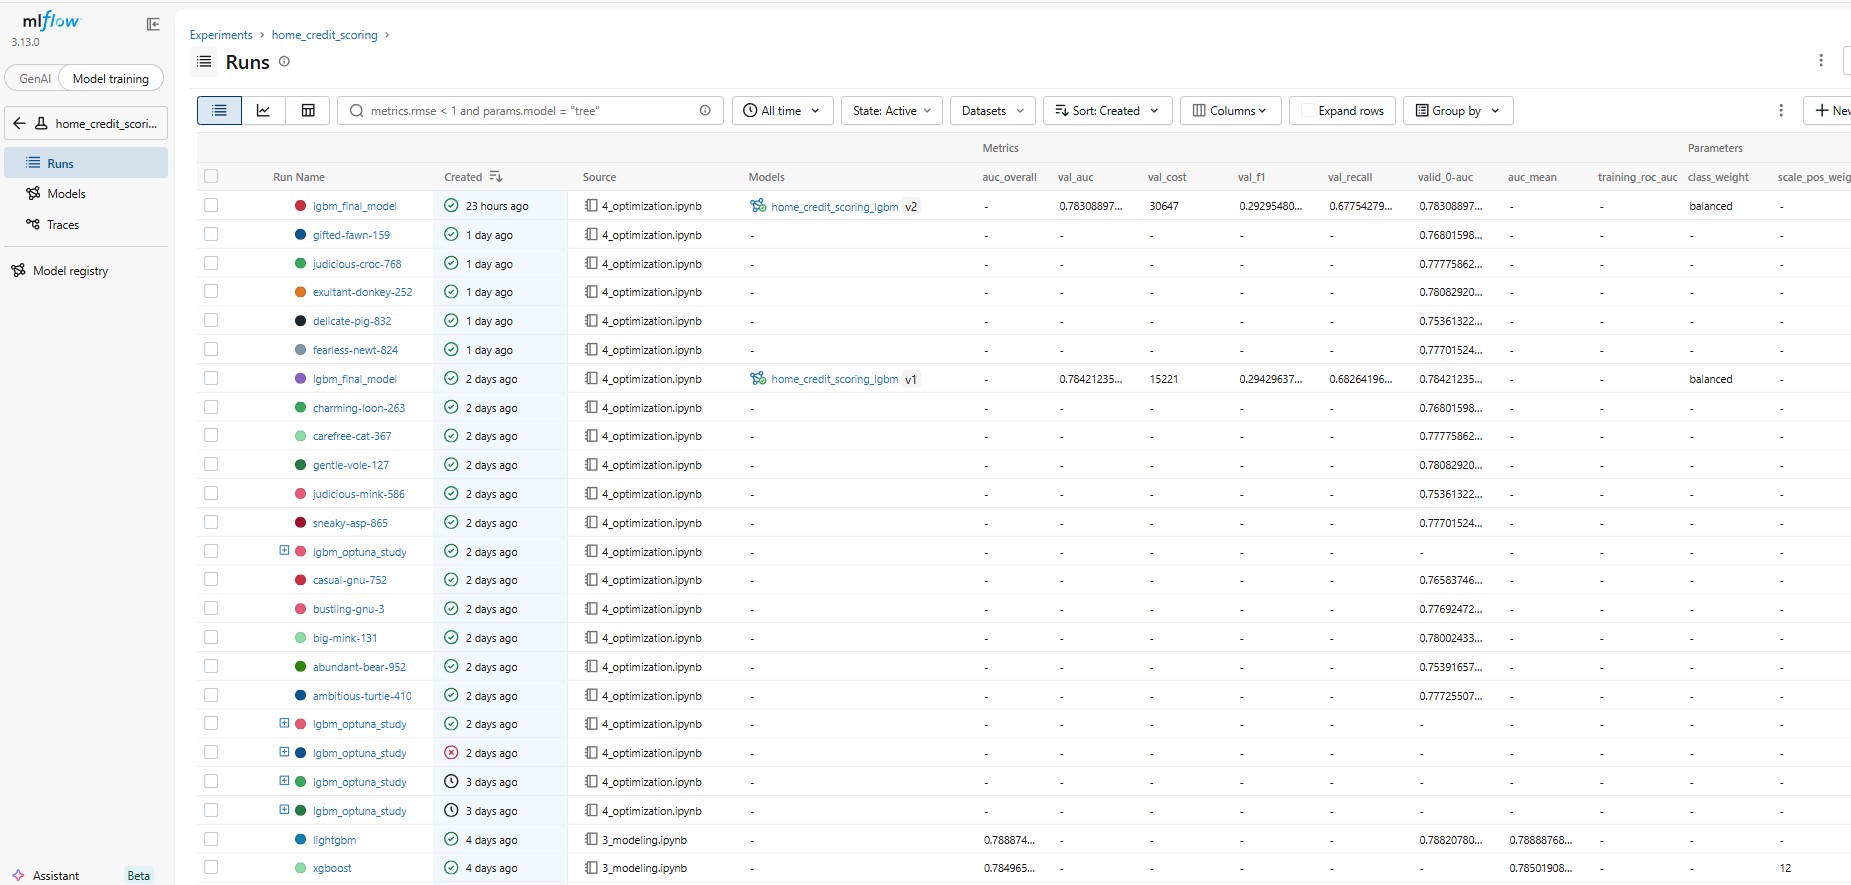 mlflow
3.13.0
GenAI Model training
home_credit_scori...
Runs
Models
Traces
Model registry
Assistant Beta
Experiments > home_credit_scoring >
Runs
metrics.rmse < 1 and params.model = "tree"
All time State: Active Datasets Sort: Created Columns Expand rows Group by + New
Metrics Parameters
Run Name Created Source Models auc_overall val_auc val_cost val_f1 val_recall valid_0-auc auc_mean training_roc_auc class_weight scale_pos_weig
lgbm_final_model 23 hours ago 4_optimization.ipynb home_credit_scoring_lgbm v2 - 0.78308897... 30647 0.29295480... 0.67754279... 0.78308897... - - balanced -
gifted-fawn-159 1 day ago 4_optimization.ipynb - - - - - - 0.76801598... - - - -
judicious-croc-768 1 day ago 4_optimization.ipynb - - - - - - 0.77775862... - - - -
exultant-donkey-252 1 day ago 4_optimization.ipynb - - - - - - 0.78082920... - - - -
delicate-pig-832 1 day ago 4_optimization.ipynb - - - - - - 0.75361322... - - - -
fearless-newt-824 1 day ago 4_optimization.ipynb - - - - - - 0.77701524... - - - -
lgbm_final_model 2 days ago 4_optimization.ipynb home_credit_scoring_lgbm v1 - 0.78421235... 15221 0.29429637... 0.68264196... 0.78421235... - - balanced -
charming-loon-263 2 days ago 4_optimization.ipynb - - - - - - 0.76801598... - - - -
carefree-cat-367 2 days ago 4_optimization.ipynb - - - - - - 0.77775862... - - - -
gentle-vole-127 2 days ago 4_optimization.ipynb - - - - - - 0.78082920... - - - -
judicious-mink-586 2 days ago 4_optimization.ipynb - - - - - - 0.75361322... - - - -
sneaky-asp-865 2 days ago 4_optimization.ipynb - - - - - - 0.77701524... - - - -
lgbm_optuna_study 2 days ago 4_optimization.ipynb - - - - - - - - - - -
casual-gnu-752 2 days ago 4_optimization.ipynb - - - - - - 0.76583746... - - - -
bustling-gnu-3 2 days ago 4_optimization.ipynb - - - - - - 0.77692472... - - - -
big-mink-131 2 days ago 4_optimization.ipynb - - - - - - 0.78002433... - - - -
abundant-bear-952 2 days ago 4_optimization.ipynb - - - - - - 0.75391657... - - - -
ambitious-turtle-410 2 days ago 4_optimization.ipynb - - - - - - 0.77725507... - - - -
lgbm_optuna_study 2 days ago 4_optimization.ipynb - - - - - - - - - - -
lgbm_optuna_study 2 days ago 4_optimization.ipynb - - - - - - - - - - -
lgbm_optuna_study 3 days ago 4_optimization.ipynb - - - - - - - - - - -
lgbm_optuna_study 3 days ago 4_optimization.ipynb - - - - - - - - - - -
lightgbm 4 days ago 3_modeling.ipynb - 0.788874... - - - - 0.78820780... 0.78888768... - - -
xgboost 4 days ago 3_modeling.ipynb - 0.784965... - - - - - 0.78501908... - - 12